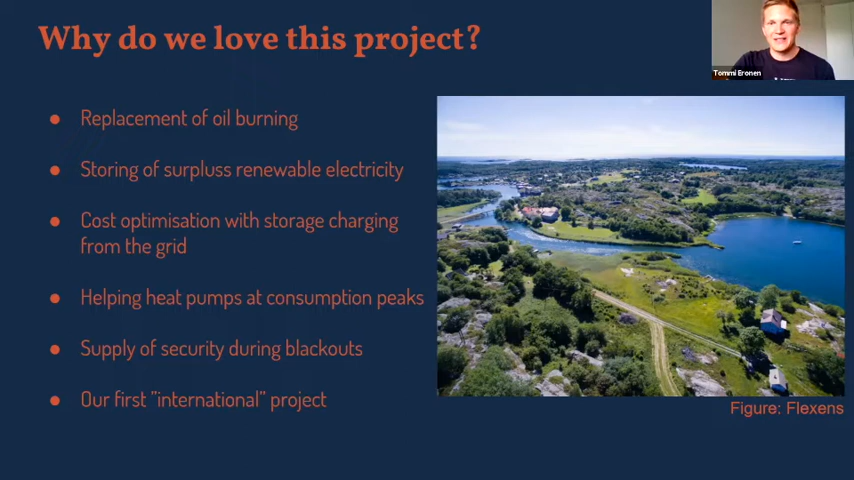 Why do we love this project?
Tommi Eronen
● Replacement of oil burning
● Storing of surpluss renewable electricity
● Cost optimisation with storage charging
from the grid
● Helping heat pumps at consumption peaks
● Supply of security during blackouts
● Our first "international" project
Figure: Flexens